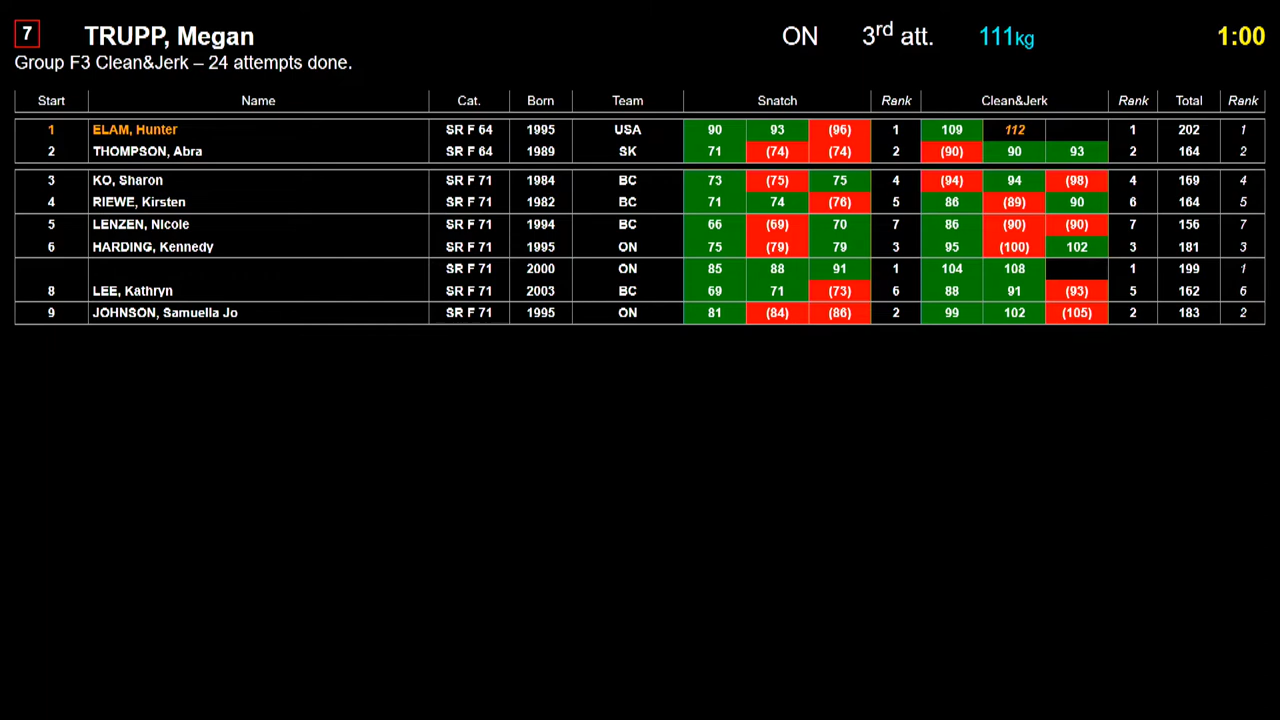 7 TRUPP, Megan ON 3rd att. 111kg 1:00
Group F3 Clean&Jerk – 24 attempts done.
Start Name Cat. Born Team Snatch Rank Clean&Jerk Rank Total Rank
1 ELAM, Hunter SR F 64 1995 USA 90 93 (96) 1 109 112 1 202 1
2 THOMPSON, Abra SR F 64 1989 SK 71 (74) (74) 2 (90) 90 93 2 164 2
3 KO, Sharon SR F 71 1984 BC 73 (75) 75 4 (94) 94 (98) 4 169 4
4 RIEWE, Kirsten SR F 71 1982 BC 71 74 (76) 5 86 (89) 90 6 164 5
5 LENZEN, Nicole SR F 71 1994 BC 66 (69) 70 7 86 (90) (90) 7 156 7
6 HARDING, Kennedy SR F 71 1995 ON 75 (79) 79 3 95 (100) 102 3 181 3
SR F 71 2000 ON 85 88 91 1 104 108 1 199 1
8 LEE, Kathryn SR F 71 2003 BC 69 71 (73) 6 88 91 (93) 5 162 6
9 JOHNSON, Samuella Jo SR F 71 1995 ON 81 (84) (86) 2 99 102 (105) 2 183 2